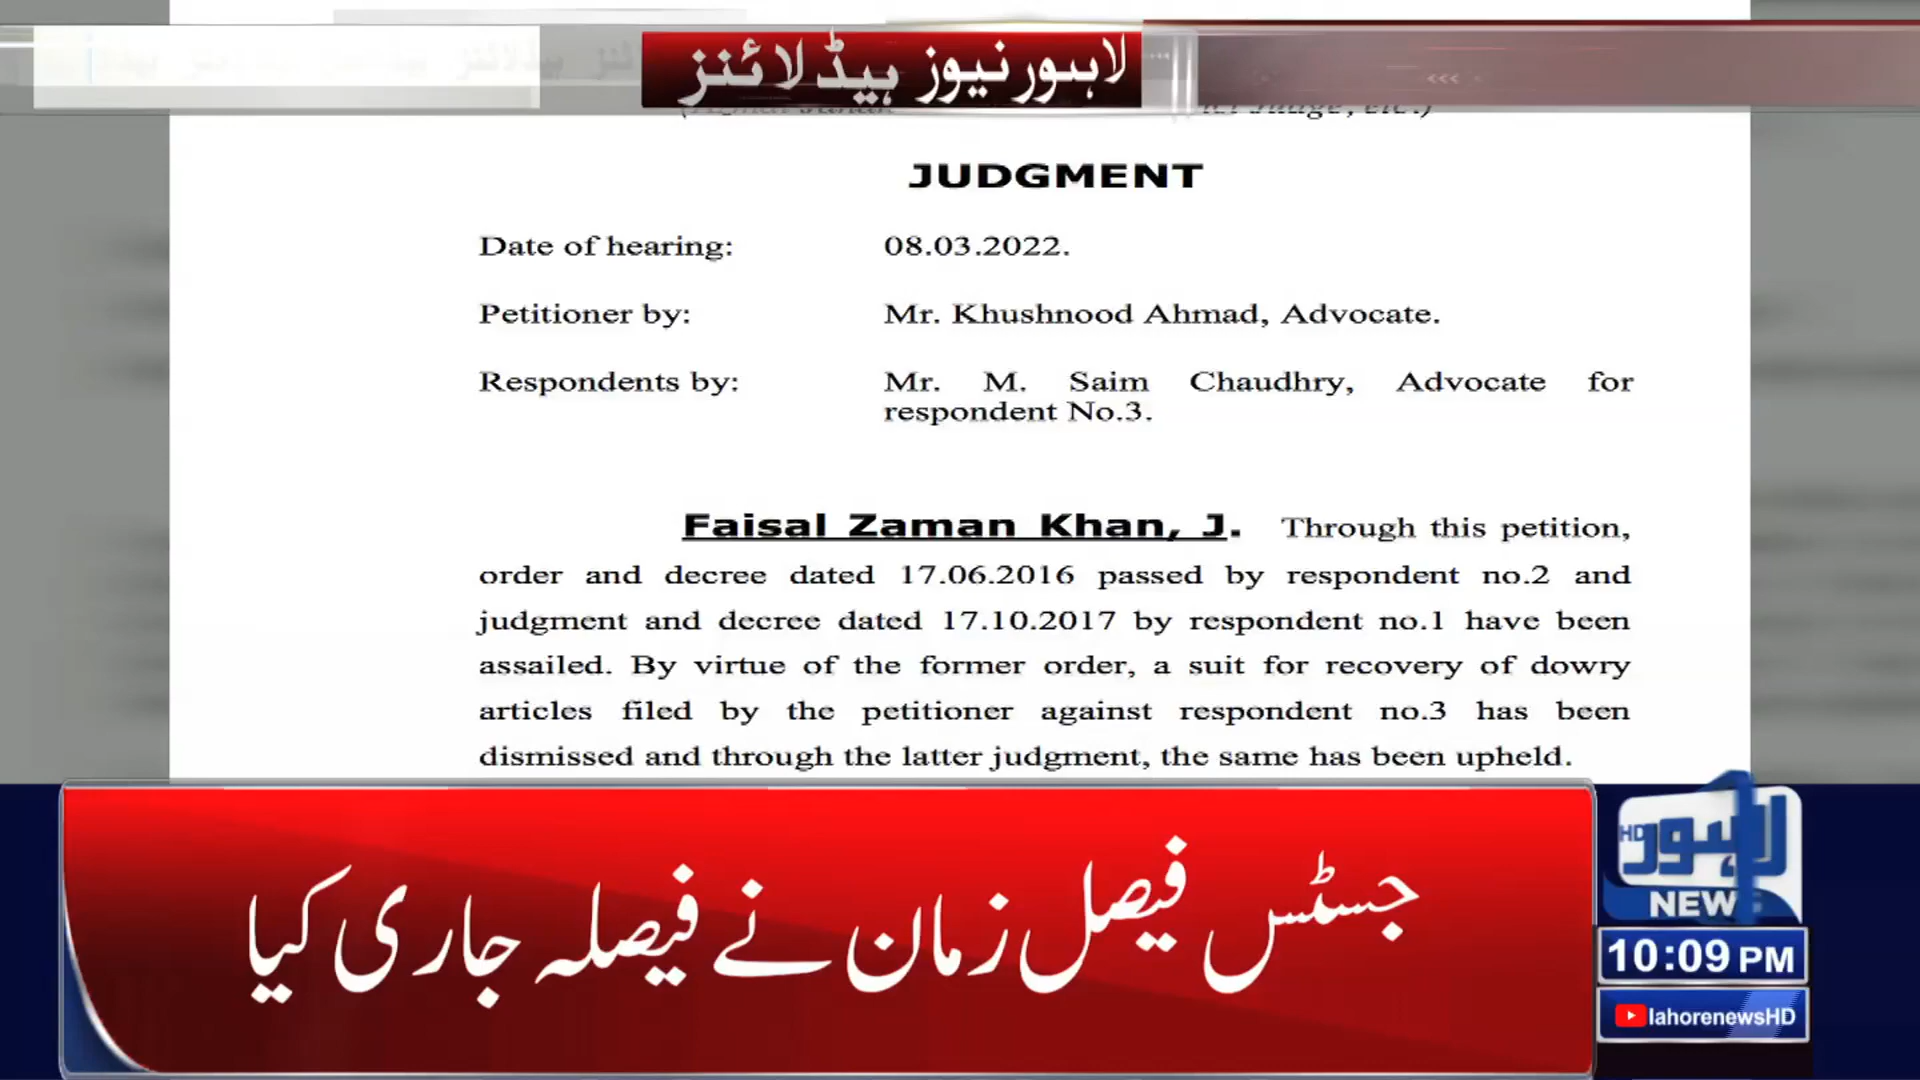 لاہور نیوز ہیڈلائنز
JUDGMENT
Date of hearing: 08.03.2022.
Petitioner by: Mr. Khushnood Ahmad, Advocate.
Respondents by: Mr. M. Saim Chaudhry, Advocate for
respondent No.3.
Faisal Zaman Khan, J. Through this petition,
order and decree dated 17.06.2016 passed by respondent no.2 and
judgment and decree dated 17.10.2017 by respondent no.1 have been
assailed. By virtue of the former order, a suit for recovery of dowry
articles filed by the petitioner against respondent no.3 has been
dismissed and through the latter judgment, the same has been upheld.
جسٹس فیصل زمان نے فیصلہ جاری کیا
لاہور
HD
NEWS
10:09 PM
lahorenewsHD